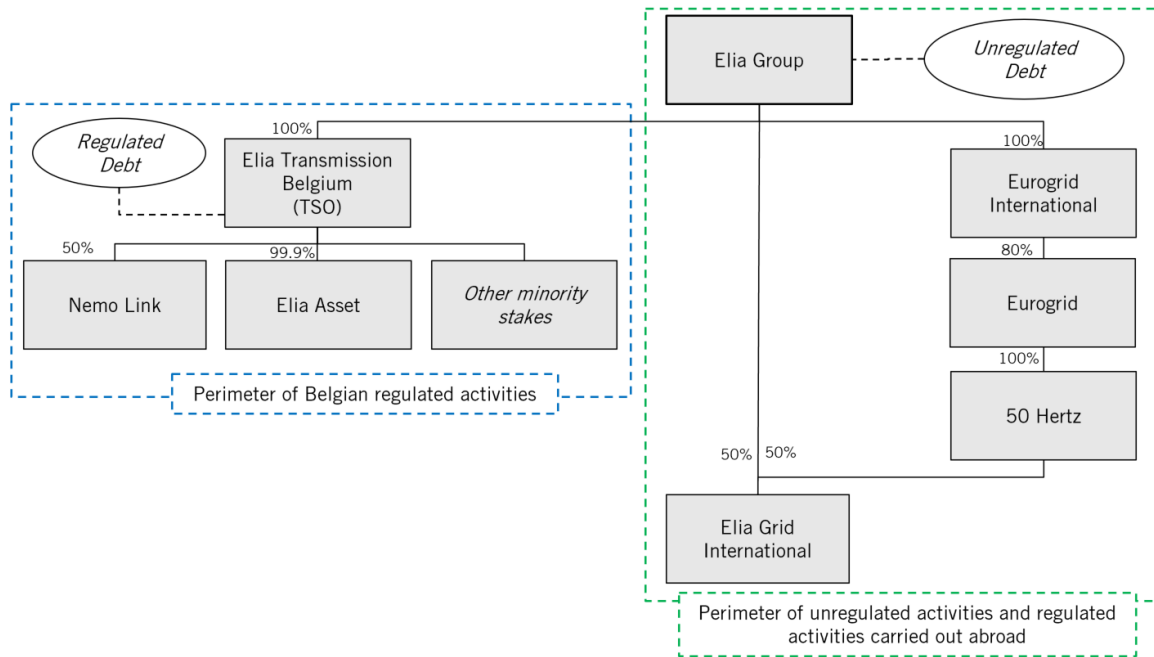 Elia Group
Unregulated
Debt
Regulated
Debt
100%
Elia Transmission
Belgium
(TSO)
100%
Eurogrid
International
50%
Nemo Link
99.9%
Elia Asset
Other minority
stakes
80%
Eurogrid
Perimeter of Belgian regulated activities
100%
50 Hertz
50%
50%
Elia Grid
International
Perimeter of unregulated activities and regulated
activities carried out abroad